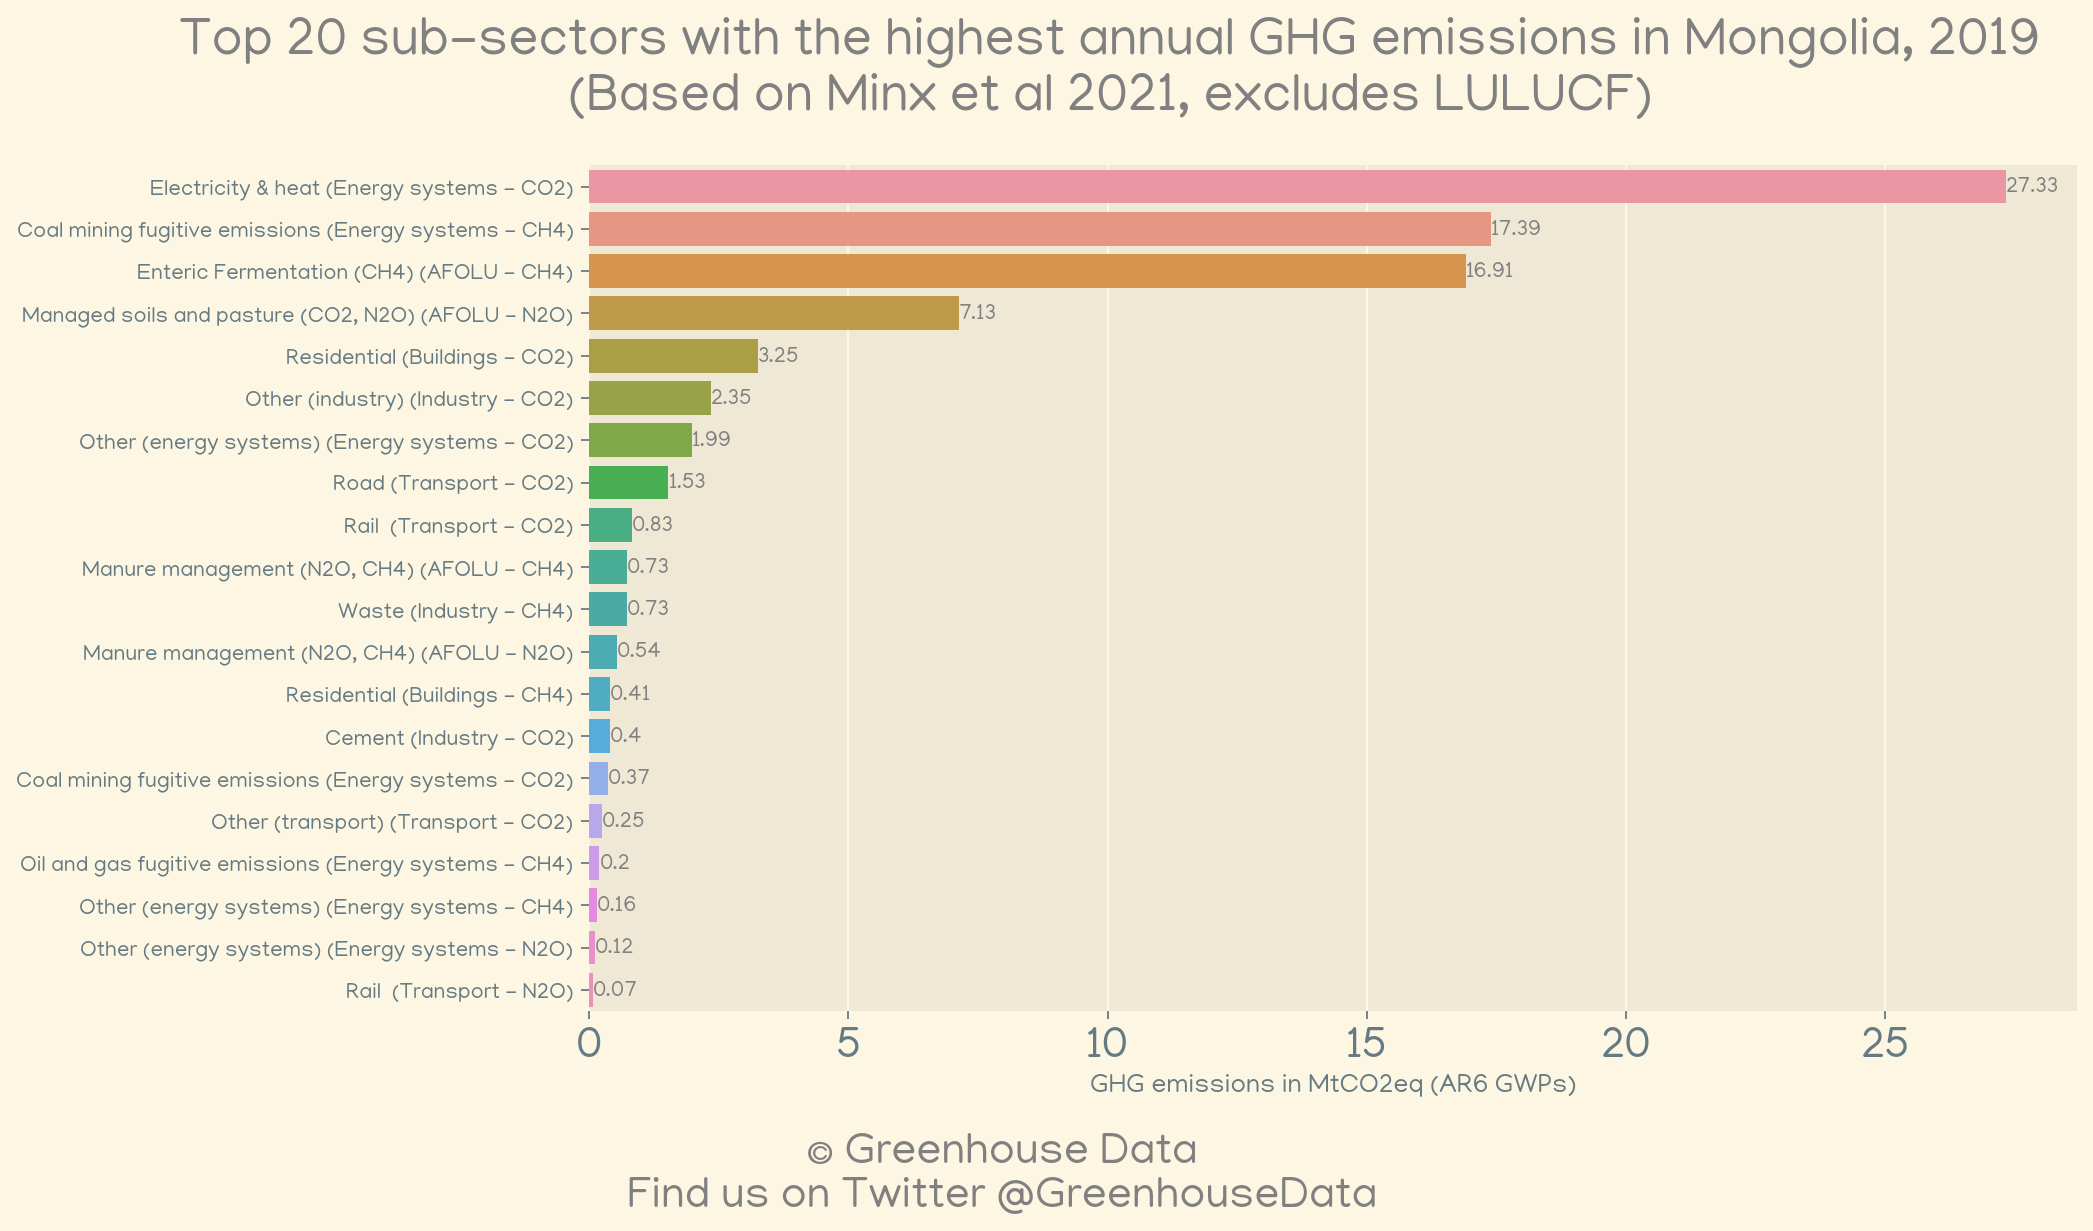 Top 20 sub-sectors with the highest annual GHG emissions in Mongolia, 2019
(Based on Minx et al 2021, excludes LULUCF)
Electricity & heat (Energy systems - CO2) 27.33
Coal mining fugitive emissions (Energy systems - CH4) 17.39
Enteric Fermentation (CH4) (AFOLU - CH4) 16.91
Managed soils and pasture (CO2, N2O) (AFOLU - N2O) 7.13
Residential (Buildings - CO2) 3.25
Other (industry) (Industry - CO2) 2.35
Other (energy systems) (Energy systems - CO2) 1.99
Road (Transport - CO2) 1.53
Rail  (Transport - CO2) 0.83
Manure management (N2O, CH4) (AFOLU - CH4) 0.73
Waste (Industry - CH4) 0.73
Manure management (N2O, CH4) (AFOLU - N2O) 0.54
Residential (Buildings - CH4) 0.41
Cement (Industry - CO2) 0.4
Coal mining fugitive emissions (Energy systems - CO2) 0.37
Other (transport) (Transport - CO2) 0.25
Oil and gas fugitive emissions (Energy systems - CH4) 0.2
Other (energy systems) (Energy systems - CH4) 0.16
Other (energy systems) (Energy systems - N2O) 0.12
Rail  (Transport - N2O) 0.07
0 5 10 15 20 25
GHG emissions in MtCO2eq (AR6 GWPs)
© Greenhouse Data
Find us on Twitter @GreenhouseData